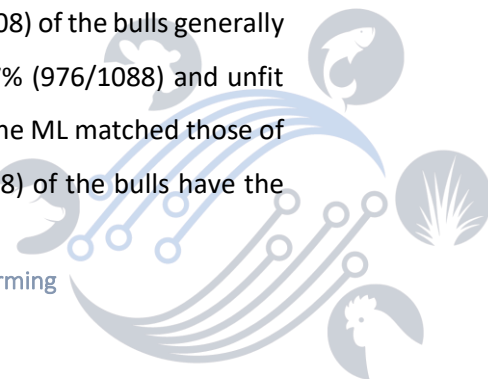 08) of the bulls generally
% (976/1088) and unfit
ne ML matched those of
8) of the bulls have the
rming